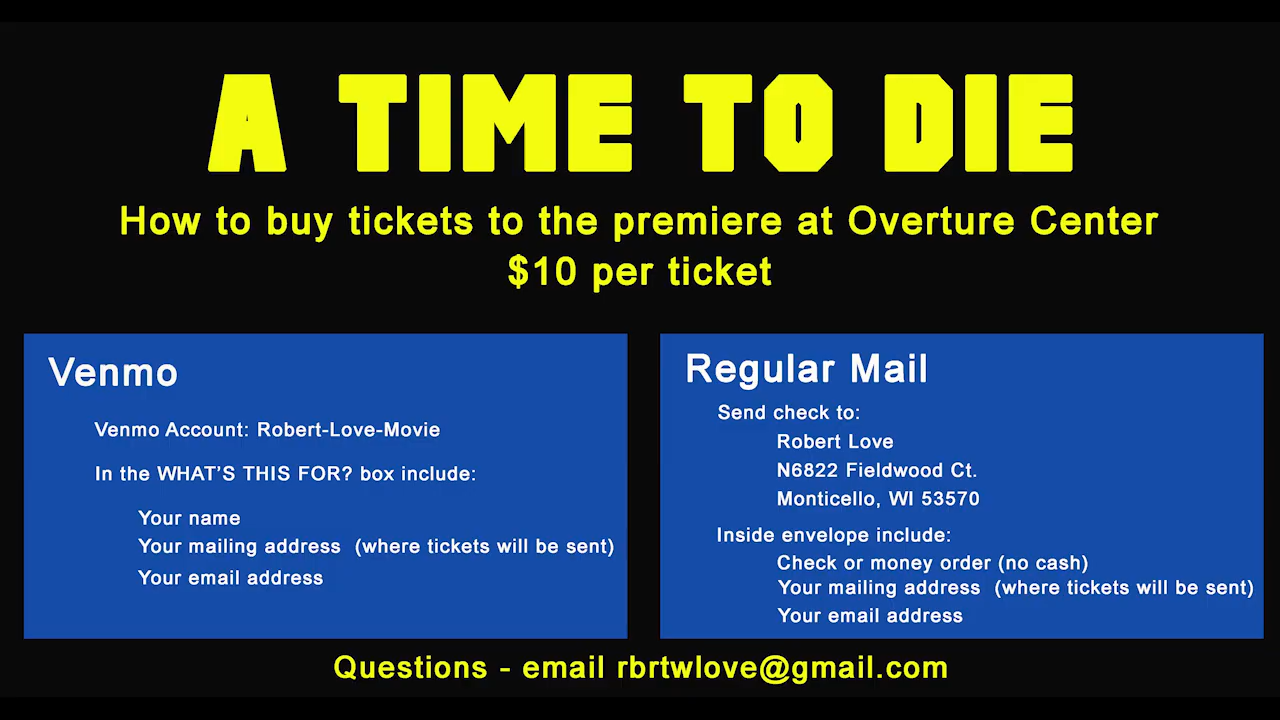 A TIME TO DIE
How to buy tickets to the premiere at Overture Center
$10 per ticket
Venmo
Venmo Account: Robert-Love-Movie
In the WHAT'S THIS FOR? box include:
Your name
Your mailing address (where tickets will be sent)
Your email address
Regular Mail
Send check to:
Robert Love
N6822 Fieldwood Ct.
Monticello, WI 53570
Inside envelope include:
Check or money order (no cash)
Your mailing address (where tickets will be sent)
Your email address
Questions - email rbrtwlove@gmail.com